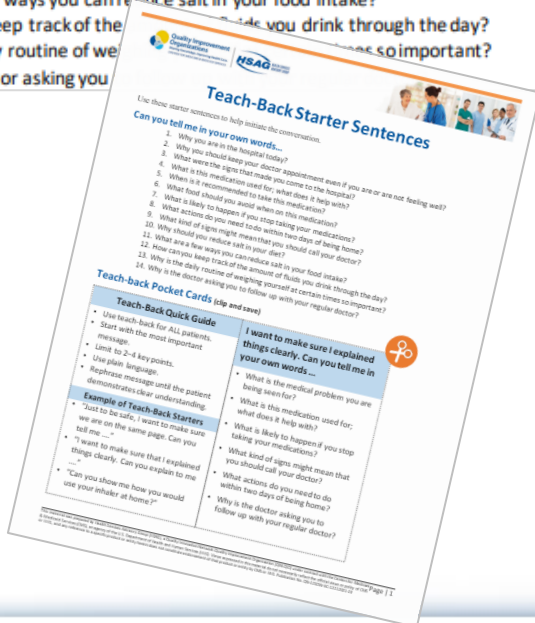 ways you can re
ce salt in your food intake?
eep track of the
ids you drink through the day?
routine of we
so important?
or asking you
Quality Improvement
Organizations
HSAG
Teach-Back Starter Sentences
Use these starter sentences to help initiate the conversation.
Can you tell me in your own words...
1. Why you are in the hospital today?
2. Why you should keep your doctor appointment even if you are or are not feeling well?
3. What were the signs that made you come to the hospital?
4. What is this medication used for; what does it help with?
5. When is it recommended to take this medication?
6. What food should you avoid when on this medication?
7. What is likely to happen if you stop taking your medications?
8. What actions do you need to do within two days of being home?
9. What kind of signs might mean that you should call your doctor?
10. Why should you reduce salt in your diet?
11. What are a few ways you can reduce salt in your food intake?
12. How can you keep track of the amount of fluids you drink through the day?
13. Why is the daily routine of weighing yourself at certain times so important?
14. Why is the doctor asking you to follow up with your regular doctor?
Teach-back Pocket Cards (clip and save)
Teach-Back Quick Guide
• Use teach-back for ALL patients.
• Start with the most important
message.
• Limit to 2–4 key points.
• Use plain language.
• Rephrase message until the patient
demonstrates clear understanding.
Example of Teach-Back Starters
• "Just to be safe, I want to make sure
we are on the same page. Can you
tell me ...."
• "I want to make sure that I explained
things clearly. Can you explain to me
...."
• "Can you show me how you would
use your inhaler at home?"
I want to make sure I explained
things clearly. Can you tell me in
your own words ...
• What is the medical problem you are
being seen for?
• What is this medication used for;
what does it help with?
• What is likely to happen if you stop
taking your medications?
• What kind of signs might mean that
you should call your doctor?
• What actions do you need to do
within two days of being home?
• Why is the doctor asking you to
follow up with your regular doctor?
Page | 1